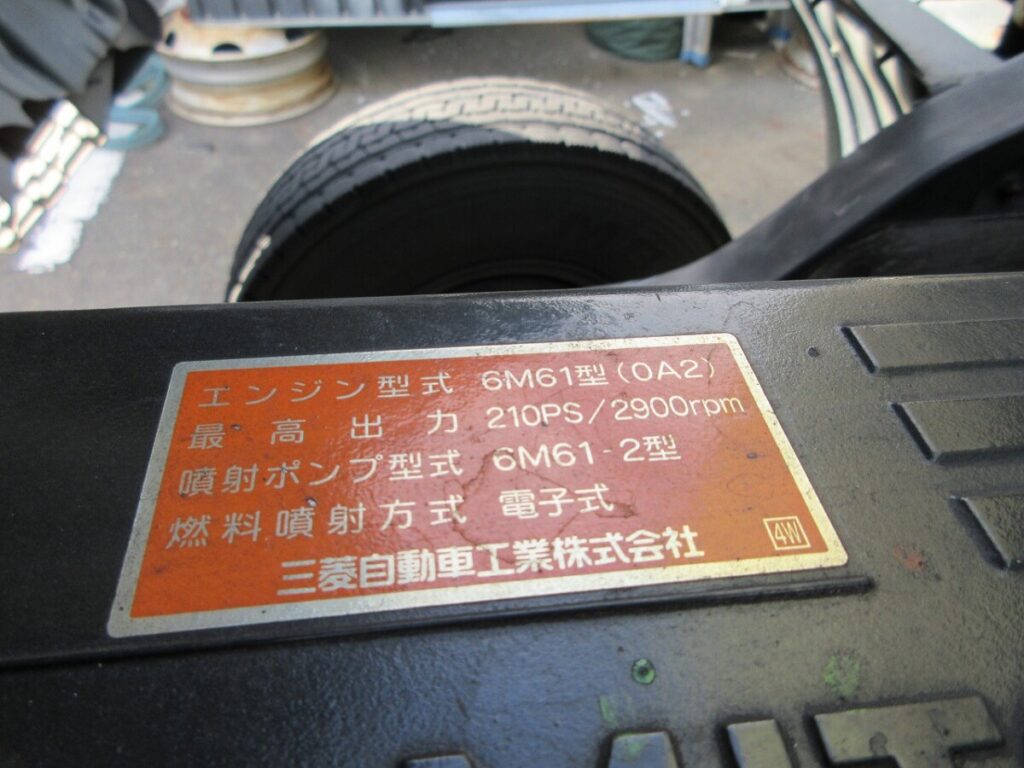 エンジン型式 6M61型(0A2)
最高出力 210PS/2900rpm
噴射ポンプ型式 6M61-2型
燃料噴射方式 電子式
三菱自動車工業株式会社 4W
MIT